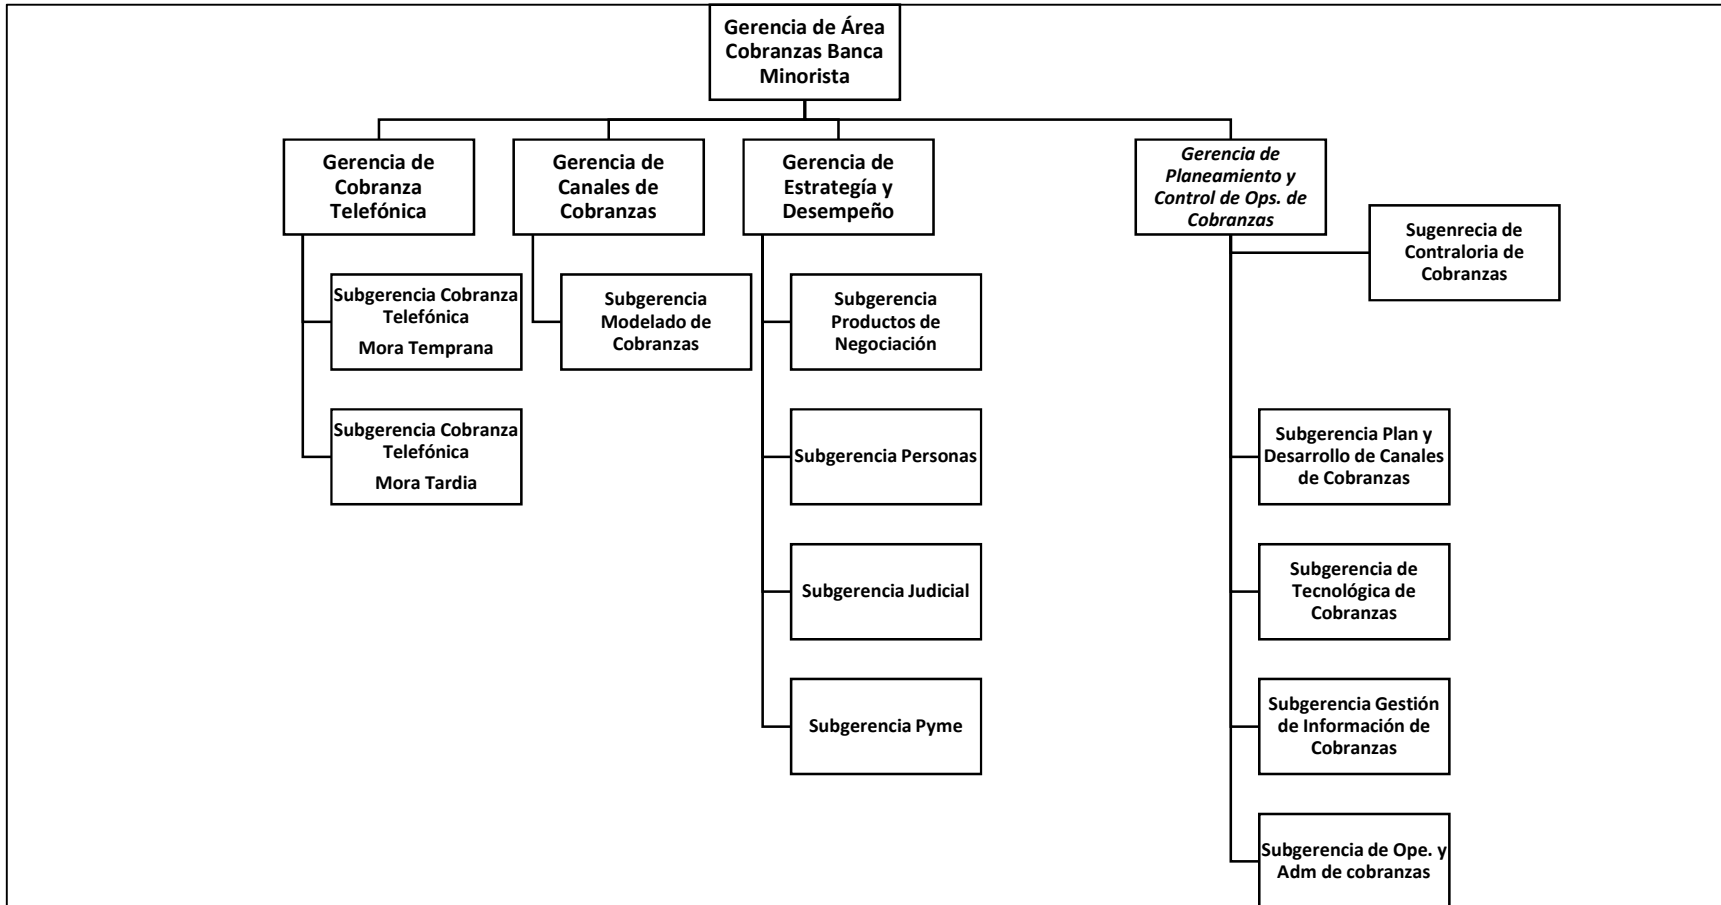 Gerencia de Área
Cobranzas Banca
Minorista
Gerencia de
Cobranza
Telefónica
Gerencia de
Canales de
Cobranzas
Gerencia de
Estrategía y
Desempeño
Gerencia de
Planeamiento y
Control de Ops. de
Cobranzas
Sugenrecia de
Contraloria de
Cobranzas
Subgerencia Cobranza
Telefónica
Mora Temprana
Subgerencia
Modelado de
Cobranzas
Subgerencia
Productos de
Negociación
Subgerencia Cobranza
Telefónica
Mora Tardia
Subgerencia Personas
Subgerencia Plan y
Desarrollo de Canales
de Cobranzas
Subgerencia Judicial
Subgerencia de
Tecnológica de
Cobranzas
Subgerencia Pyme
Subgerencia Gestión
de Información de
Cobranzas
Subgerencia de Ope. y
Adm de cobranzas